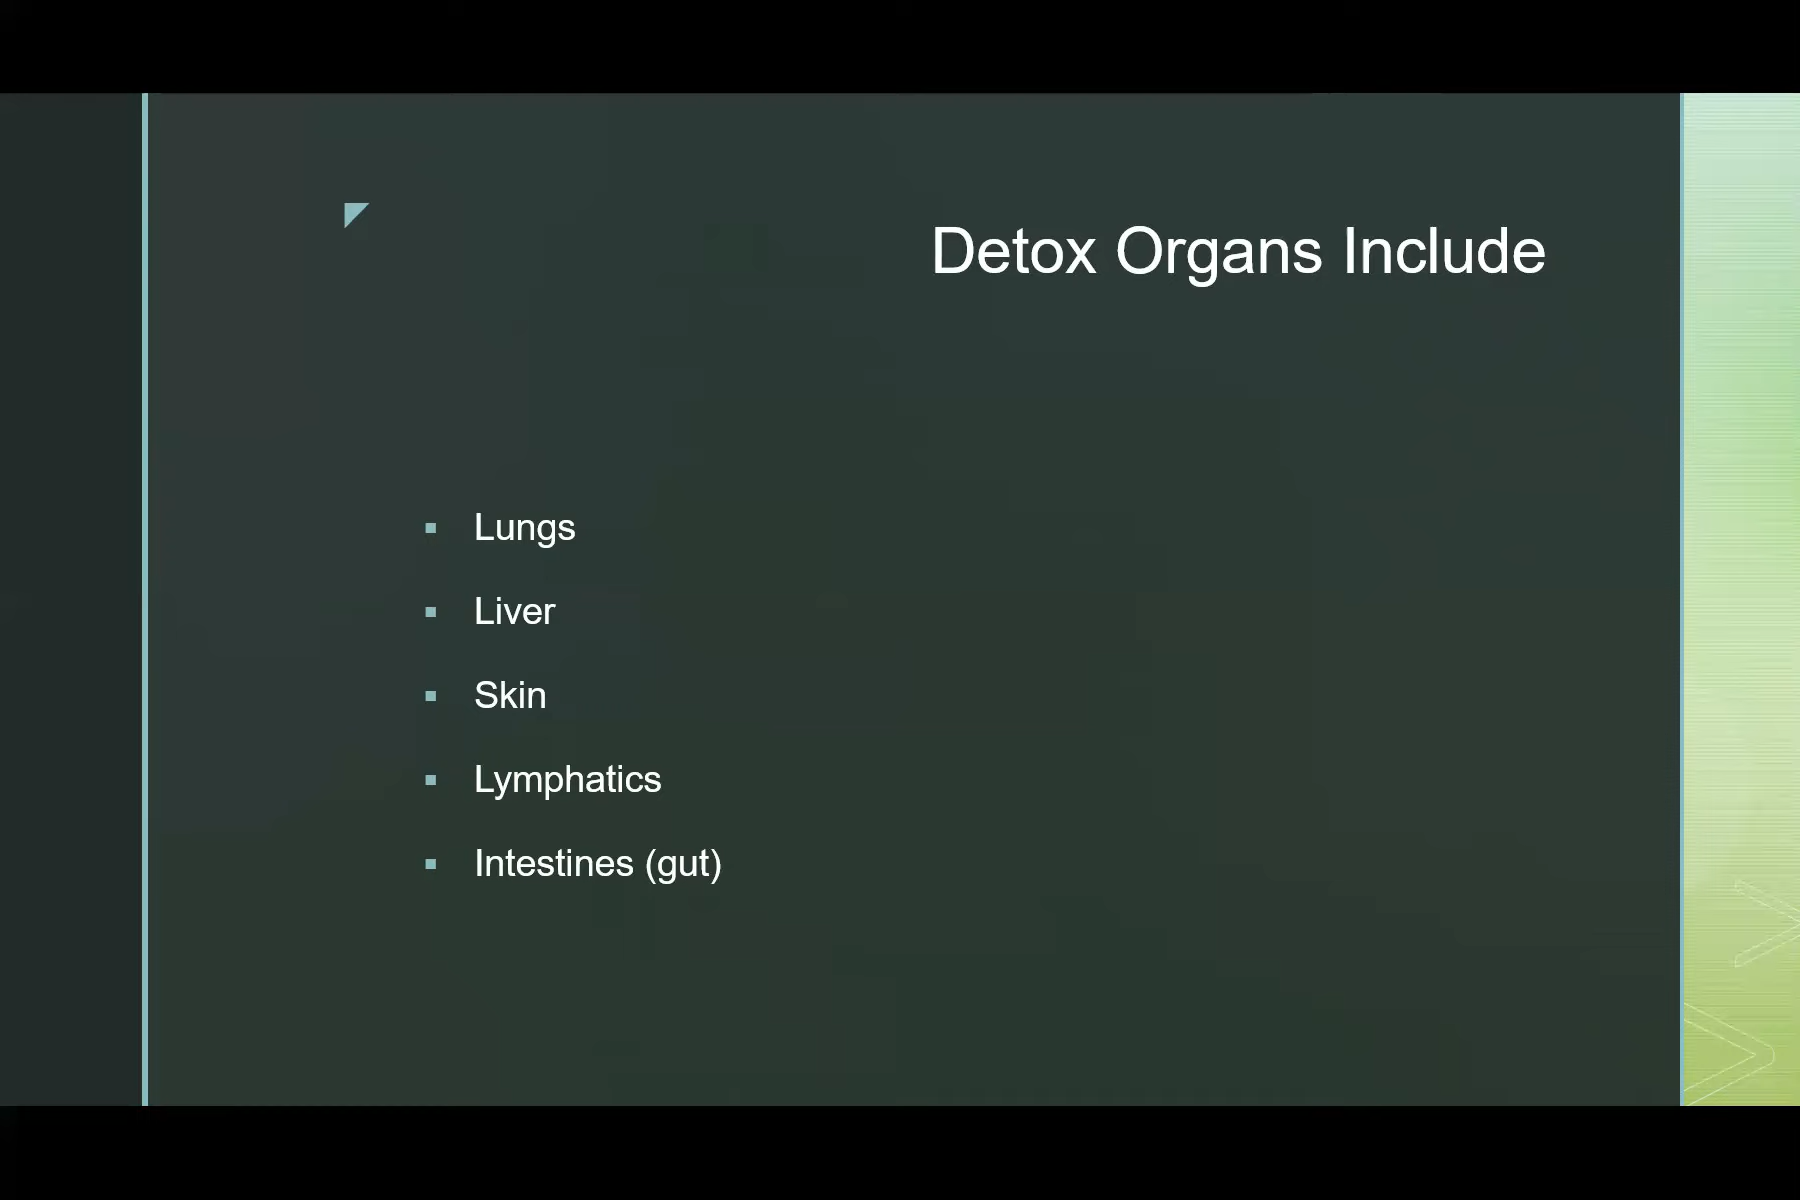 Detox Organs Include
Lungs
Liver
Skin
Lymphatics
Intestines (gut)